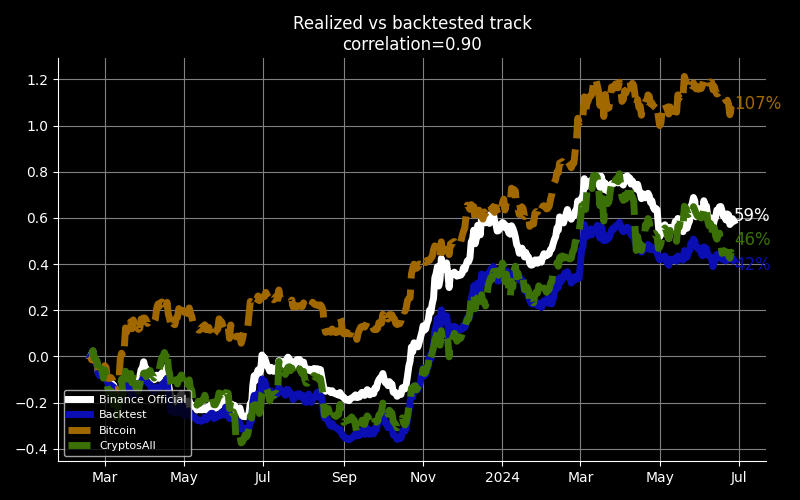 Realized vs backtested track
correlation=0.90
1.2
1.0
0.8
0.6
0.4
0.2
0.0
−0.2
−0.4
107%
59%
46%
42%
Binance Official
Backtest
Bitcoin
CryptosAll
Mar May Jul Sep Nov 2024 Mar May Jul